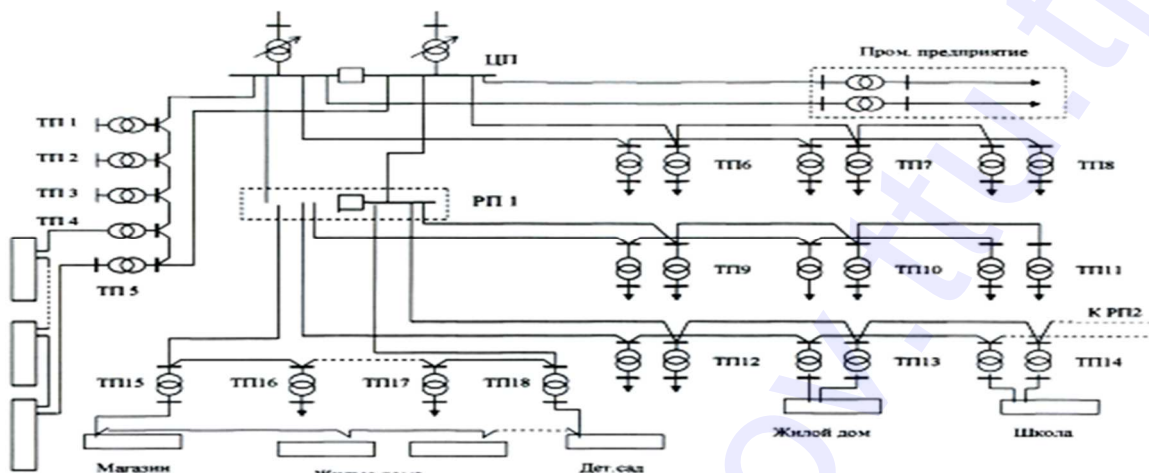 ЦП
Пром. предприятие
ТП 1
ТП 2
ТП 3
ТП 4
ТП 5
ТП6
ТП7
ТП8
РП 1
ТП9
ТП10
ТП11
К РП2
ТП12
ТП13
ТП14
ТП15
ТП16
ТП17
ТП18
Жилой дом
Школа
Магазин
Дет.сад